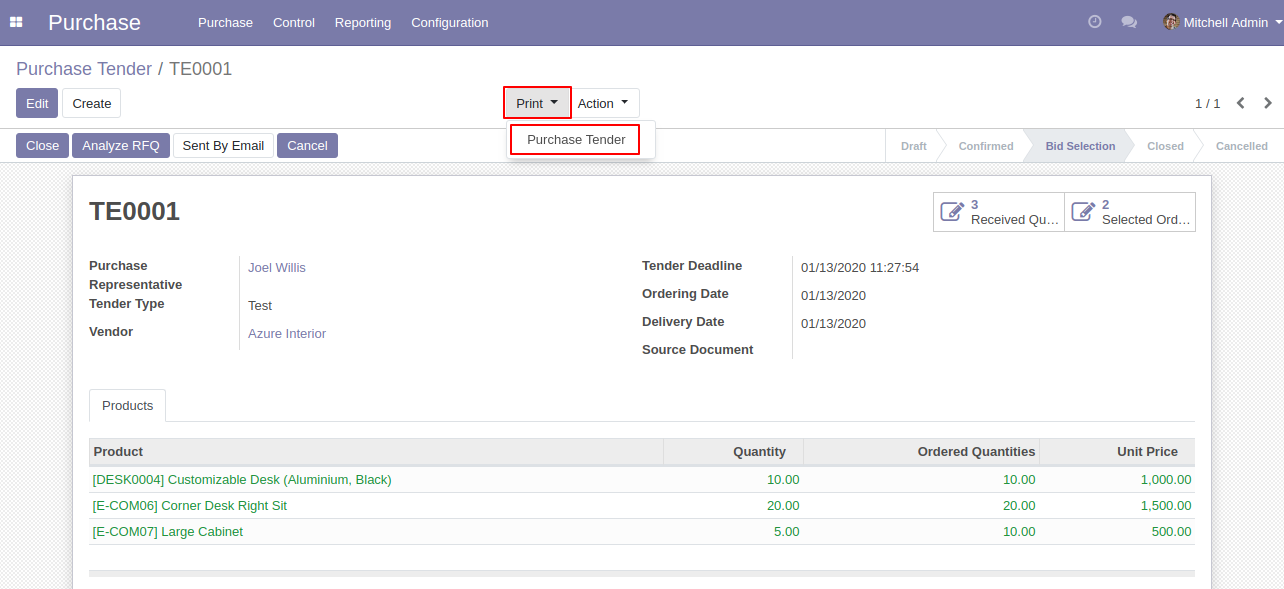 Purchase Purchase Control Reporting Configuration Mitchell Admin
Purchase Tender / TE0001
Edit Create Print Action 1 / 1
Purchase Tender
Close Analyze RFQ Sent By Email Cancel Draft Confirmed Bid Selection Closed Cancelled
TE0001
3
Received Qu…
2
Selected Ord…
Purchase Representative Joel Willis
Tender Type Test
Vendor Azure Interior
Tender Deadline 01/13/2020 11:27:54
Ordering Date 01/13/2020
Delivery Date 01/13/2020
Source Document
Products
Product Quantity Ordered Quantities Unit Price
[DESK0004] Customizable Desk (Aluminium, Black) 10.00 10.00 1,000.00
[E-COM06] Corner Desk Right Sit 20.00 20.00 1,500.00
[E-COM07] Large Cabinet 5.00 10.00 500.00